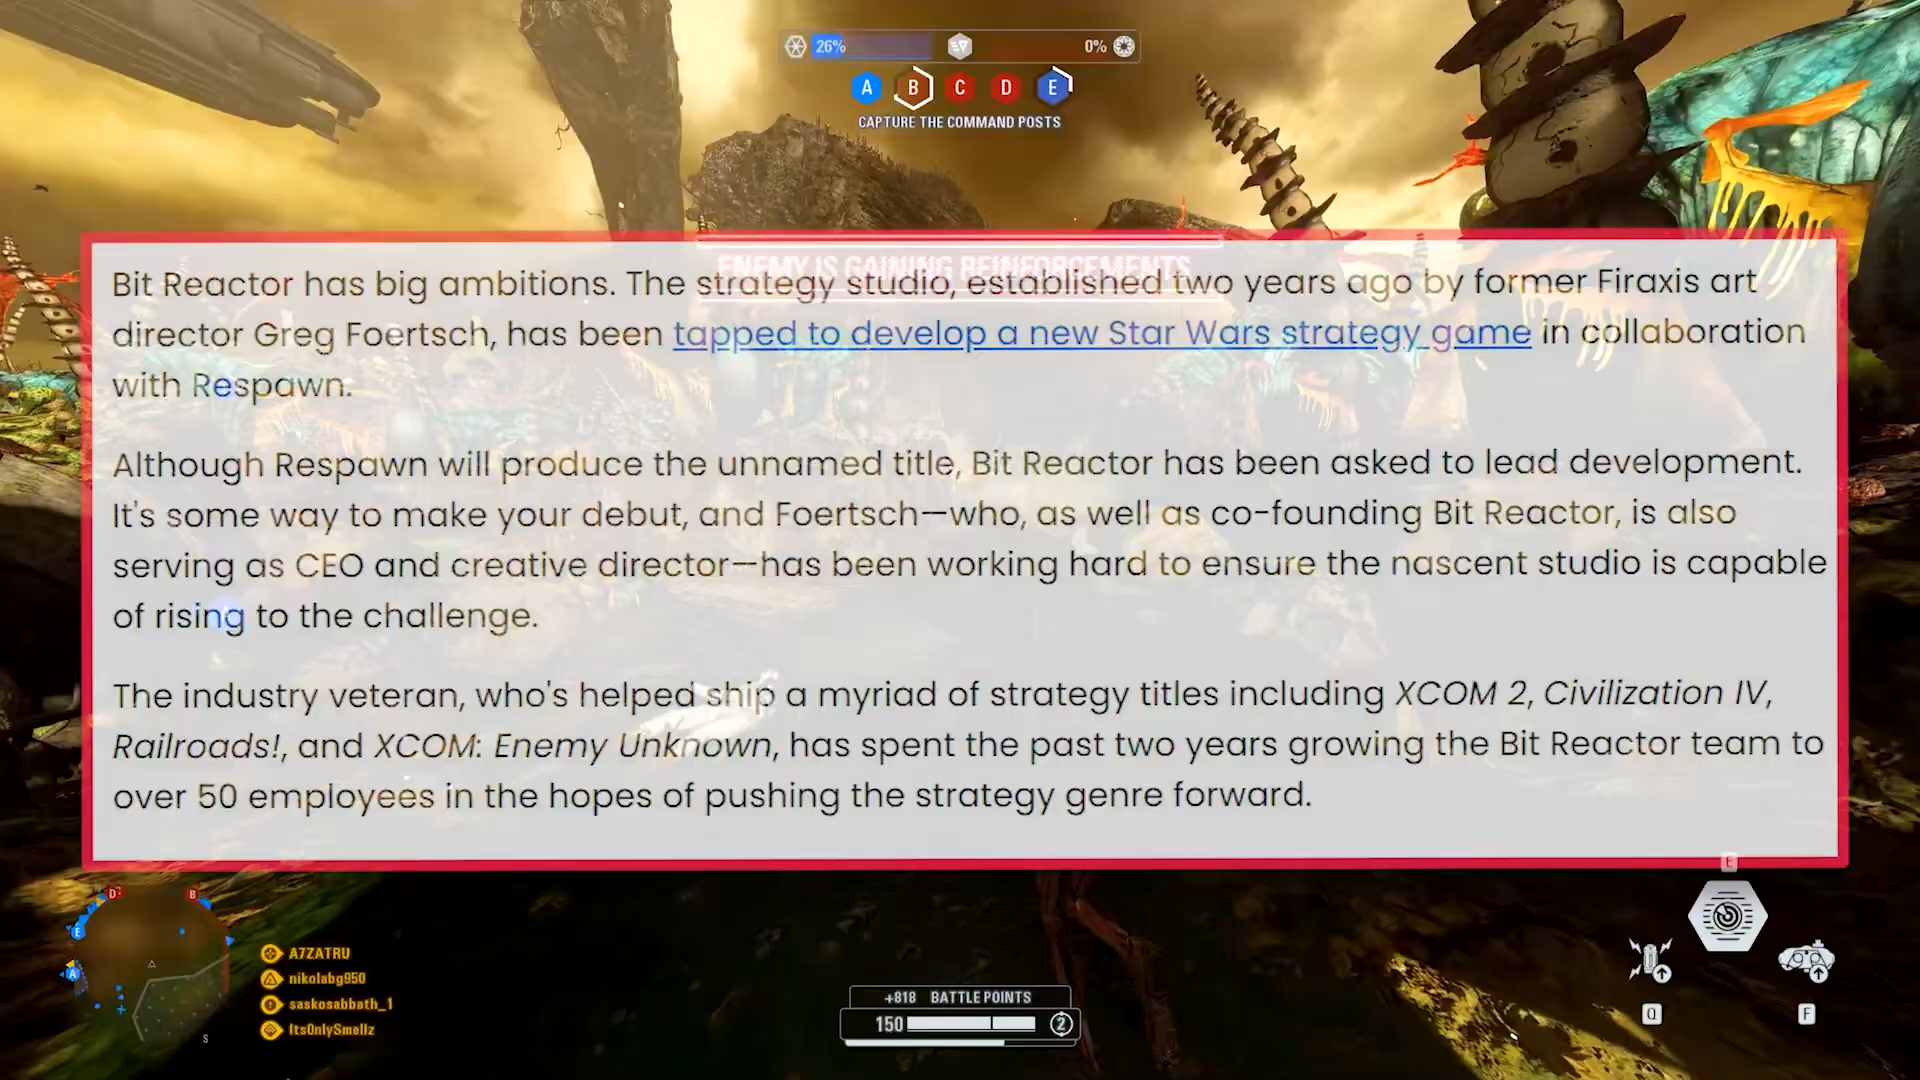 26% 0%
A B C D E
CAPTURE THE COMMAND POSTS
ENEMY IS GAINING REINFORCEMENTS
Bit Reactor has big ambitions. The strategy studio, established two years ago by former Firaxis art
director Greg Foertsch, has been tapped to develop a new Star Wars strategy game in collaboration
with Respawn.
Although Respawn will produce the unnamed title, Bit Reactor has been asked to lead development.
It's some way to make your debut, and Foertsch—who, as well as co-founding Bit Reactor, is also
serving as CEO and creative director—has been working hard to ensure the nascent studio is capable
of rising to the challenge.
The industry veteran, who's helped ship a myriad of strategy titles including XCOM 2, Civilization IV,
Railroads!, and XCOM: Enemy Unknown, has spent the past two years growing the Bit Reactor team to
over 50 employees in the hopes of pushing the strategy genre forward.
E
D B
E
A
S
A7ZATRU
nikolabg950
saskosabbath_1
ItsOnlySmellz
+818 BATTLE POINTS
150 2
Q F